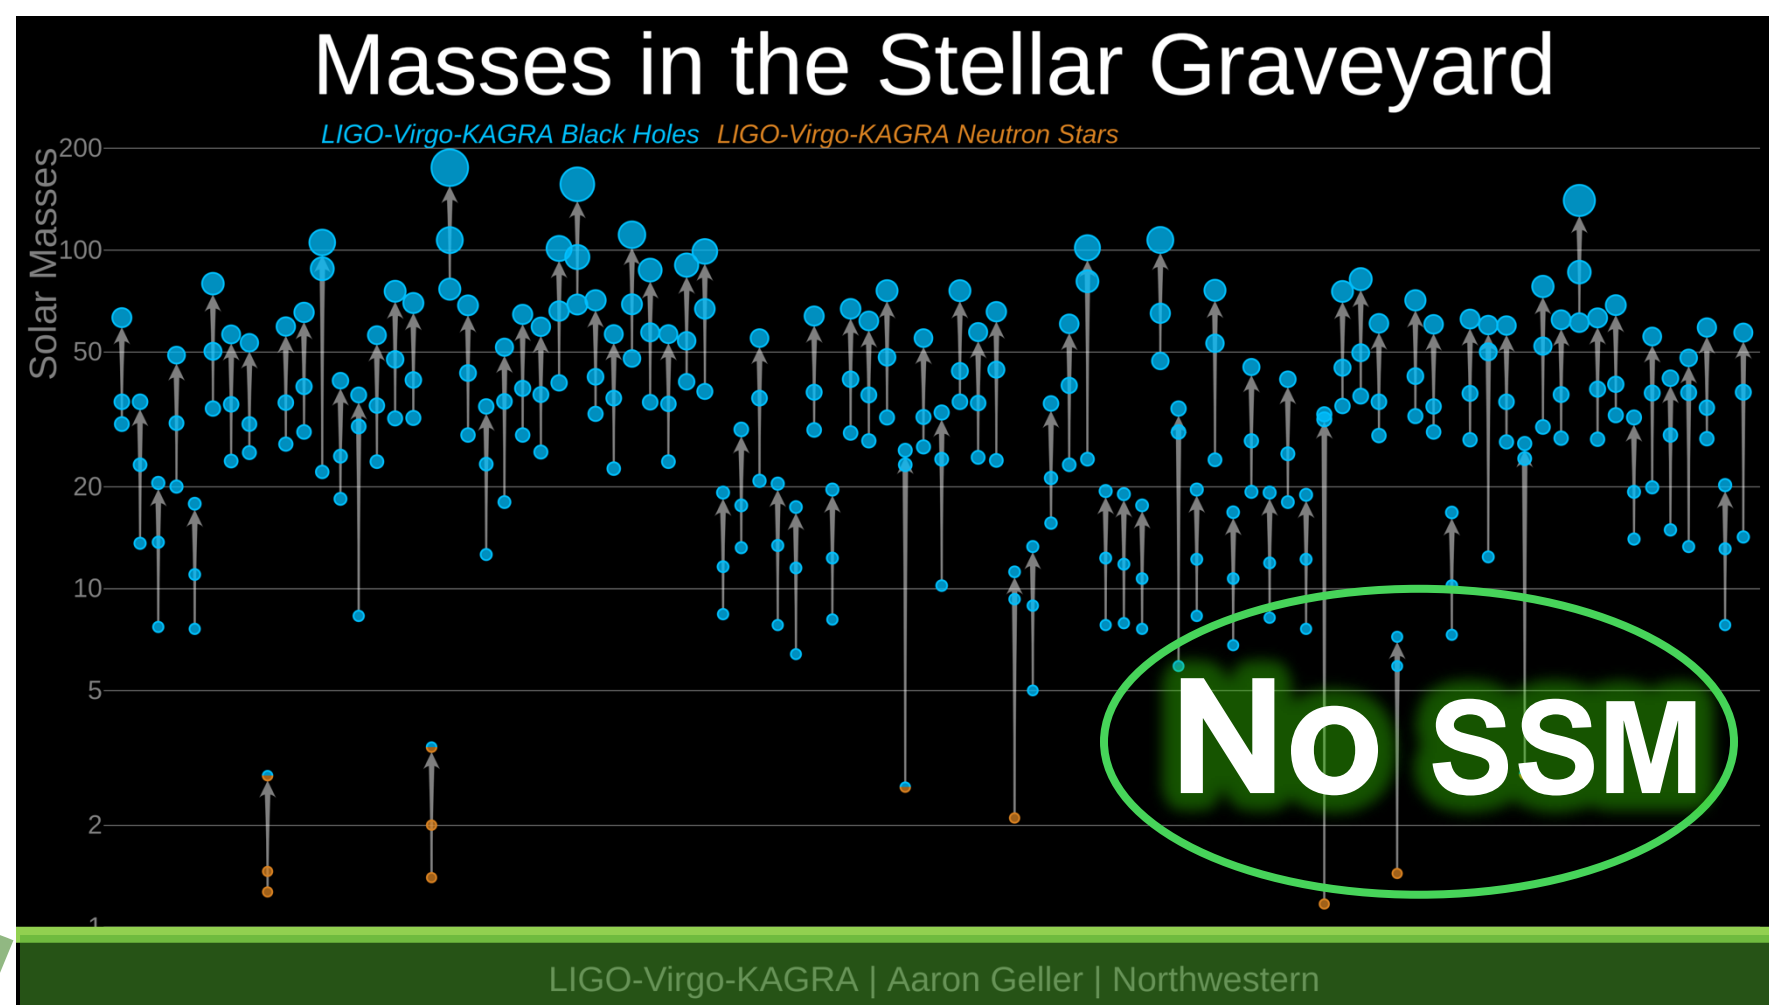 Masses in the Stellar Graveyard
LIGO-Virgo-KAGRA Black Holes LIGO-Virgo-KAGRA Neutron Stars
Solar Masses
200
100
50
20
10
5
2
1
No SSM
LIGO-Virgo-KAGRA | Aaron Geller | Northwestern